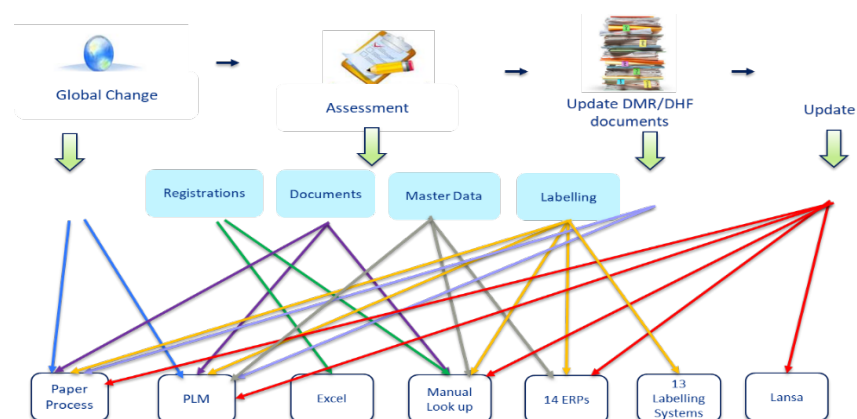 Global Change
Assessment
Update DMR/DHF
documents
Update
Registrations
Documents
Master Data
Labelling
Paper
Process
PLM
Excel
Manual
Look up
14 ERPs
13
Labelling
Systems
Lansa